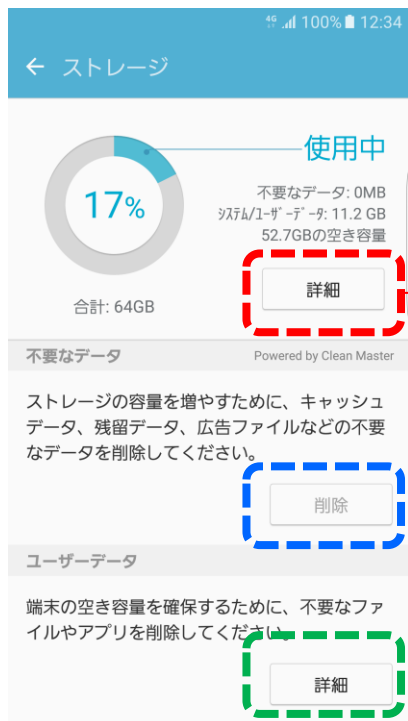 4G 100% 12:34
← ストレージ
使用中
17%
不要なデータ: 0MB
ｼｽﾃﾑ/ﾕｰｻﾞｰﾃﾞｰﾀ: 11.2 GB
52.7GBの空き容量
詳細
合計: 64GB
不要なデータ Powered by Clean Master
ストレージの容量を増やすために、キャッシュ
データ、残留データ、広告ファイルなどの不要
なデータを削除してください。
削除
ユーザーデータ
端末の空き容量を確保するために、不要なファ
イルやアプリを削除してください。
詳細